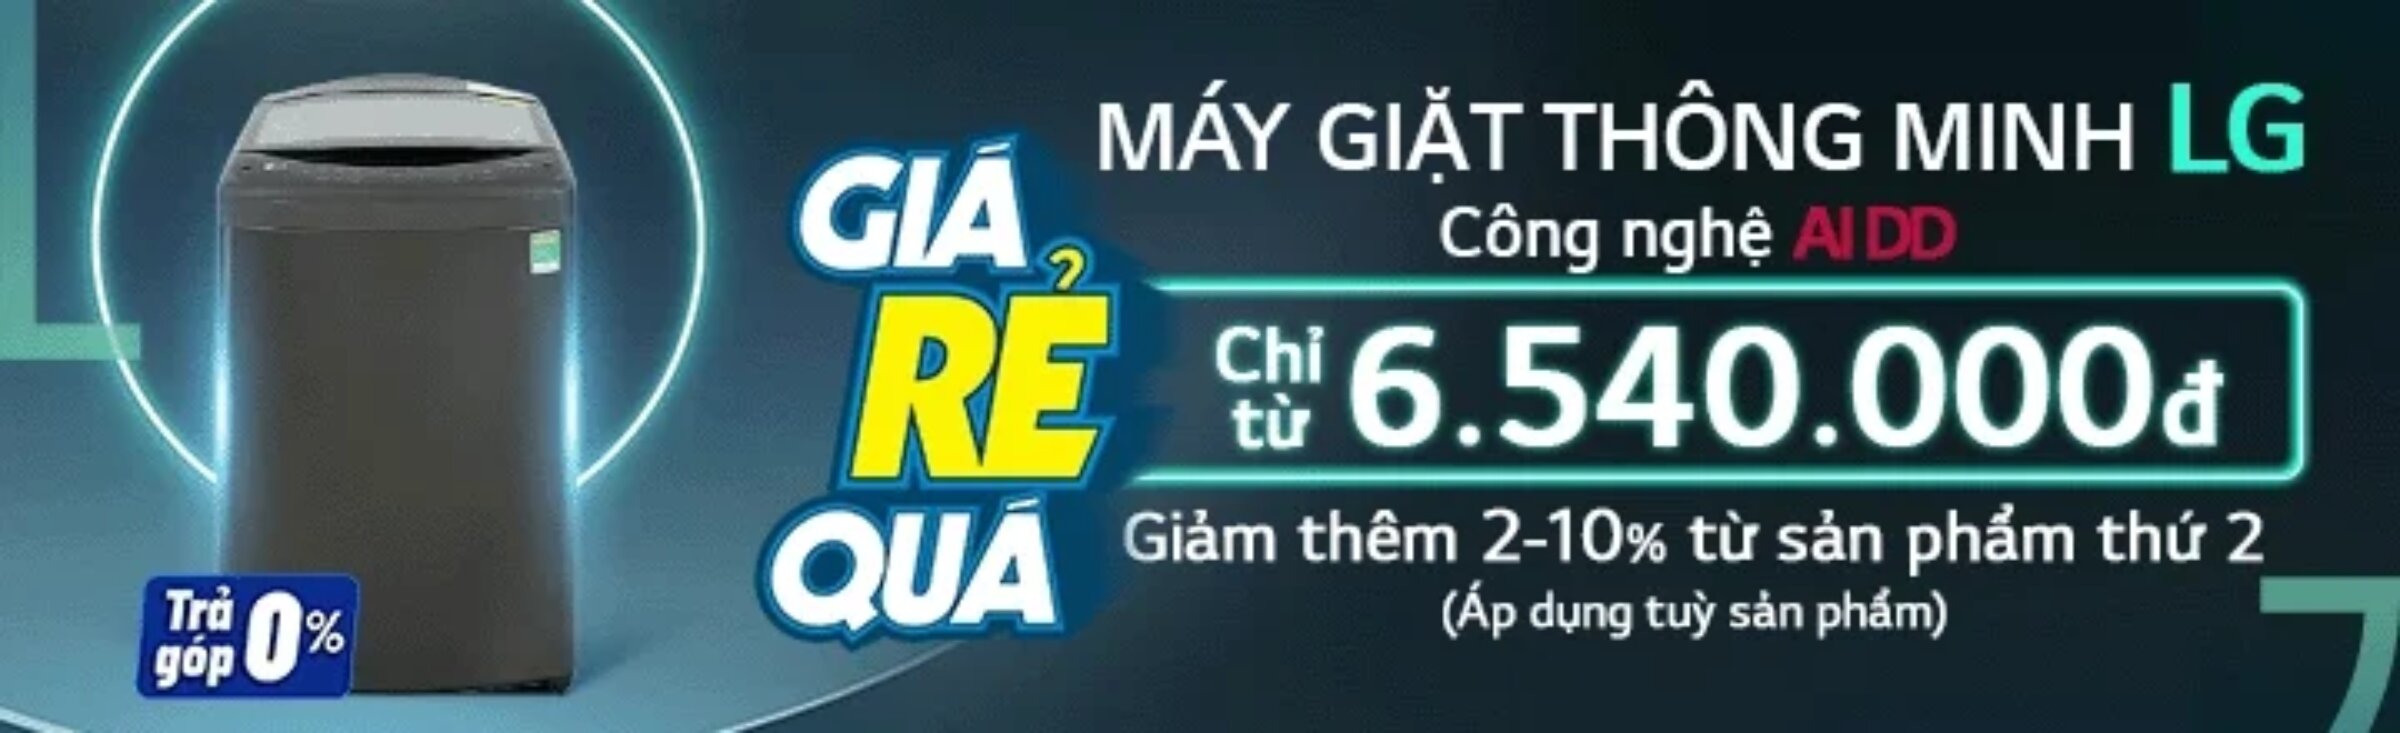 MÁY GIẶT THÔNG MINH LG
Công nghệ AI DD
GIÁ
RẺ
QUÁ
Chỉ từ 6.540.000đ
Giảm thêm 2-10% từ sản phẩm thứ 2
(Áp dụng tuỳ sản phẩm)
Trả góp 0%